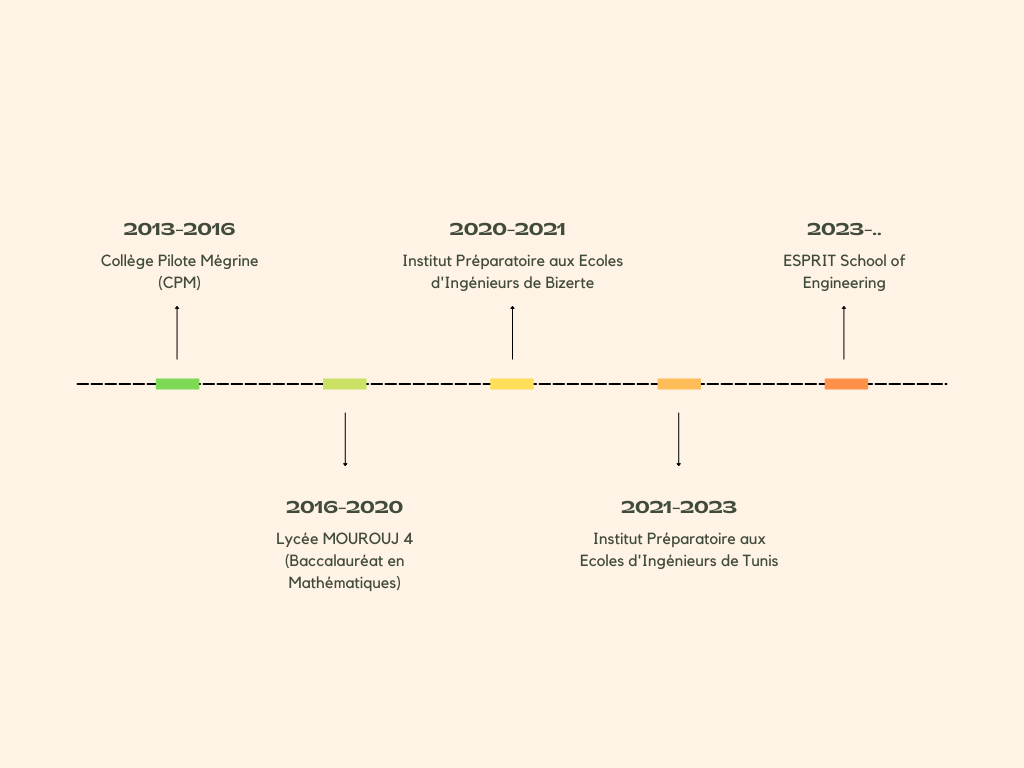 2013-2016
Collège Pilote Mégrine
(CPM)
2016-2020
Lycée MOUROUJ 4
(Baccalauréat en
Mathématiques)
2020-2021
Institut Préparatoire aux Ecoles
d'Ingénieurs de Bizerte
2021-2023
Institut Préparatoire aux
Ecoles d'Ingénieurs de Tunis
2023-..
ESPRIT School of
Engineering